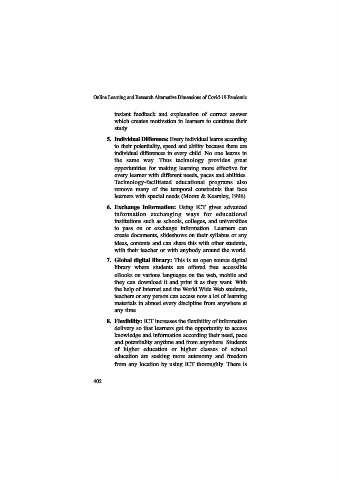 Online Learning and Research Alternative Dimensions of Covid-19 Pandemic
instant feedback and explanation of correct answer
which creates motivation in learners to continue their
study.
5. Individual Difference: Every individual learns according
to their potentiality, speed and ability because there are
individual differences in every child. No one learns in
the same way. Thus technology provides great
opportunities for making learning more effective for
every learner with different needs, paces and abilities.
Technology-facilitated educational programs also
remove many of the temporal constraints that face
learners with special needs (Moore & Kearsley, 1996).
6. Exchange Information: Using ICT gives advanced
information exchanging ways for educational
institutions such as schools, colleges, and universities
to pass on or exchange information. Learners can
create documents, slideshows on their syllabus or any
ideas, contents and can share this with other students,
with their teacher or with anybody around the world.
7. Global digital library: This is an open source digital
library where students are offered free accessible
eBooks on various languages on the web, mobile and
they can download it and print it as they want. With
the help of Internet and the World Wide Web students,
teachers or any person can access now a lot of learning
materials in almost every discipline from anywhere at
any time.
8. Flexibility: ICT increases the flexibility of information
delivery so that learners get the opportunity to access
knowledge and information according their need, pace
and potentiality anytime and from anywhere. Students
of higher education or higher classes of school
education are seeking more autonomy and freedom
from any location by using ICT thoroughly. There is
402